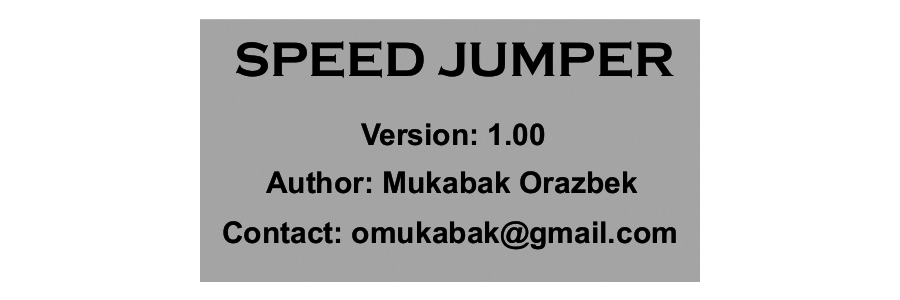 SPEED JUMPER
Version: 1.00
Author: Mukabak Orazbek
Contact: omukabak@gmail.com